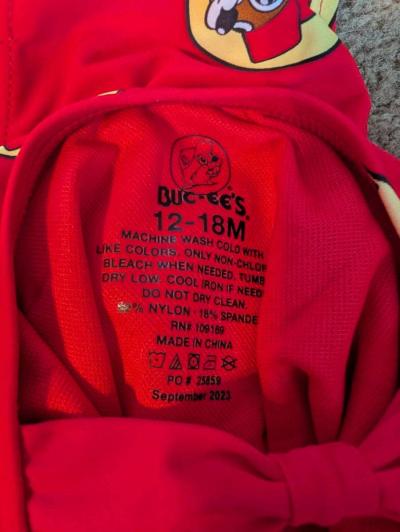 BUC-EE'S®
12-18M
MACHINE WASH COLD WITH
LIKE COLORS. ONLY NON-CHLOR
BLEACH WHEN NEEDED. TUMB
DRY LOW. COOL IRON IF NEED
DO NOT DRY CLEAN.
82% NYLON · 18% SPANDE
RN# 109189
MADE IN CHINA
PO # 25859
September 2023